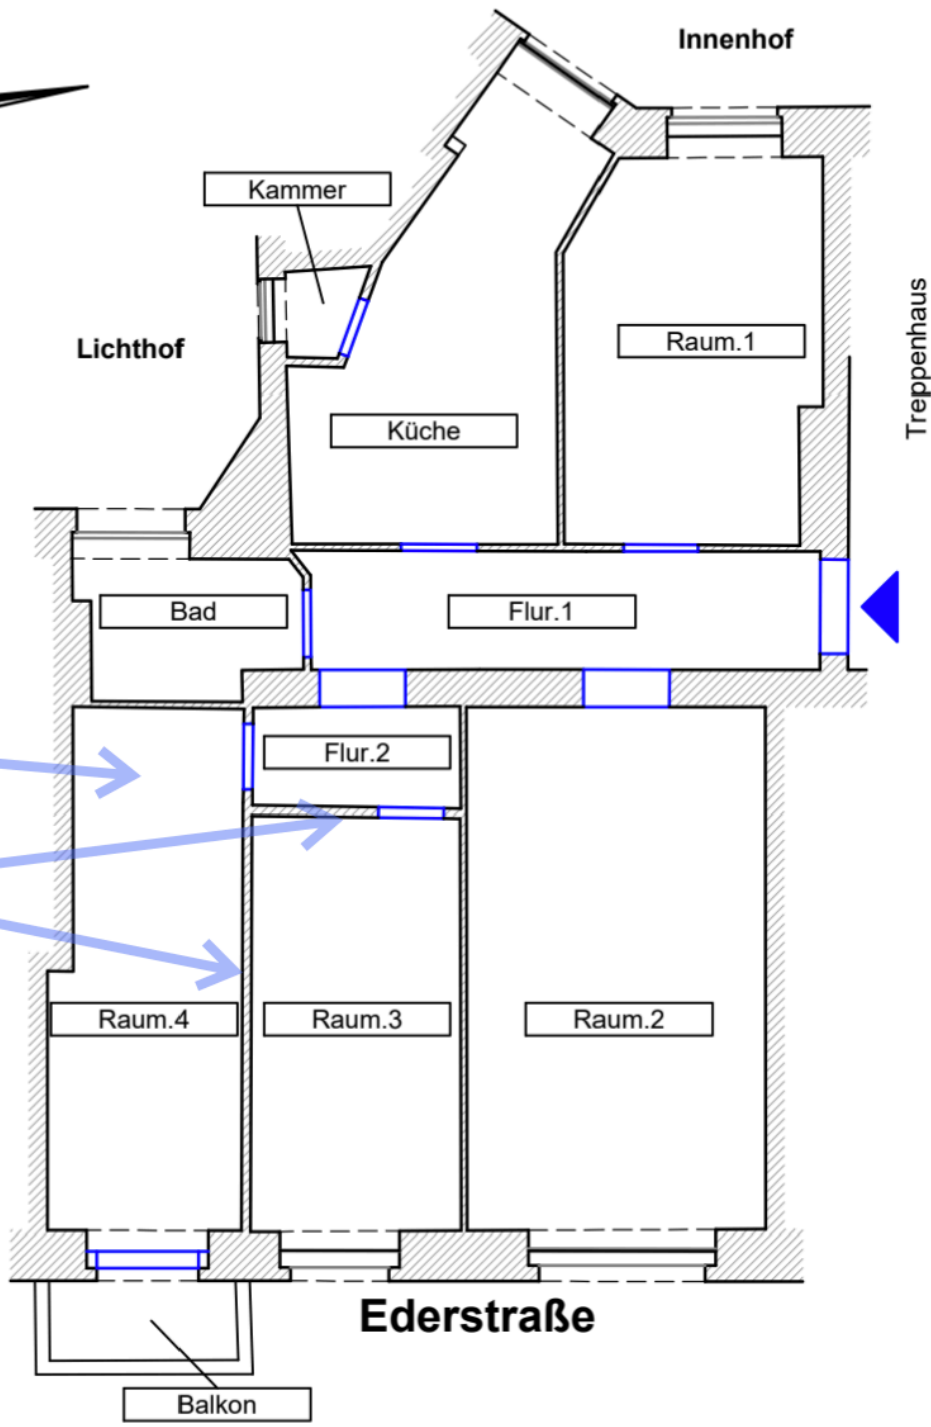 Innenhof
Kammer
Treppenhaus
Raum.1
Lichthof
Küche
Bad
Flur.1
Flur.2
Raum.4
Raum.3
Raum.2
Ederstraße
Balkon